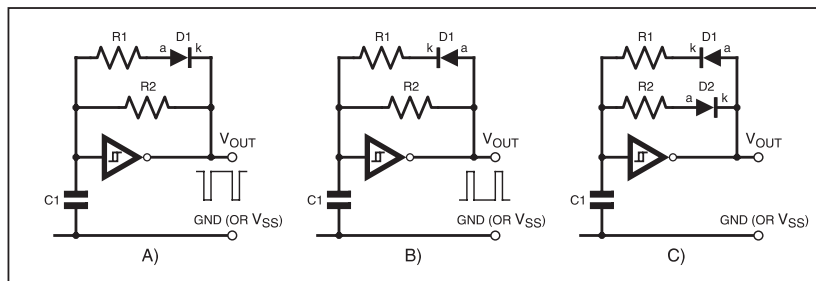 R1 D1
a k
R2
V_OUT
C1
GND (OR V_SS)
A)
R1 D1
k a
R2
V_OUT
C1
GND (OR V_SS)
B)
R1 D1
k a
R2 D2
a k
V_OUT
C1
GND (OR V_SS)
C)